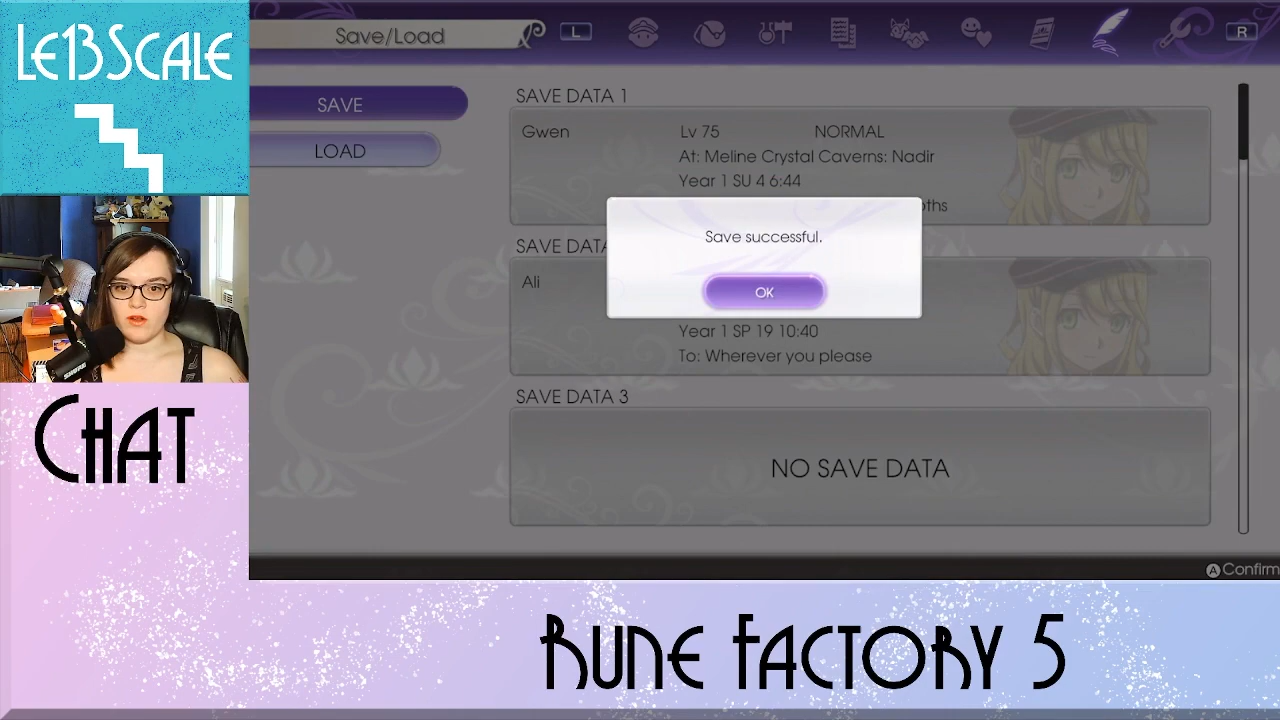 Le13Scale
Save/Load
L
R
SAVE
LOAD
SAVE DATA 1
Gwen
Lv 75
NORMAL
At: Meline Crystal Caverns: Nadir
Year 1 SU 4 6:44
oths
Save successful.
OK
SAVE DATA
Ali
Year 1 SP 19 10:40
To: Wherever you please
SAVE DATA 3
NO SAVE DATA
A Confirm
SHURE
Chat
Rune Factory 5